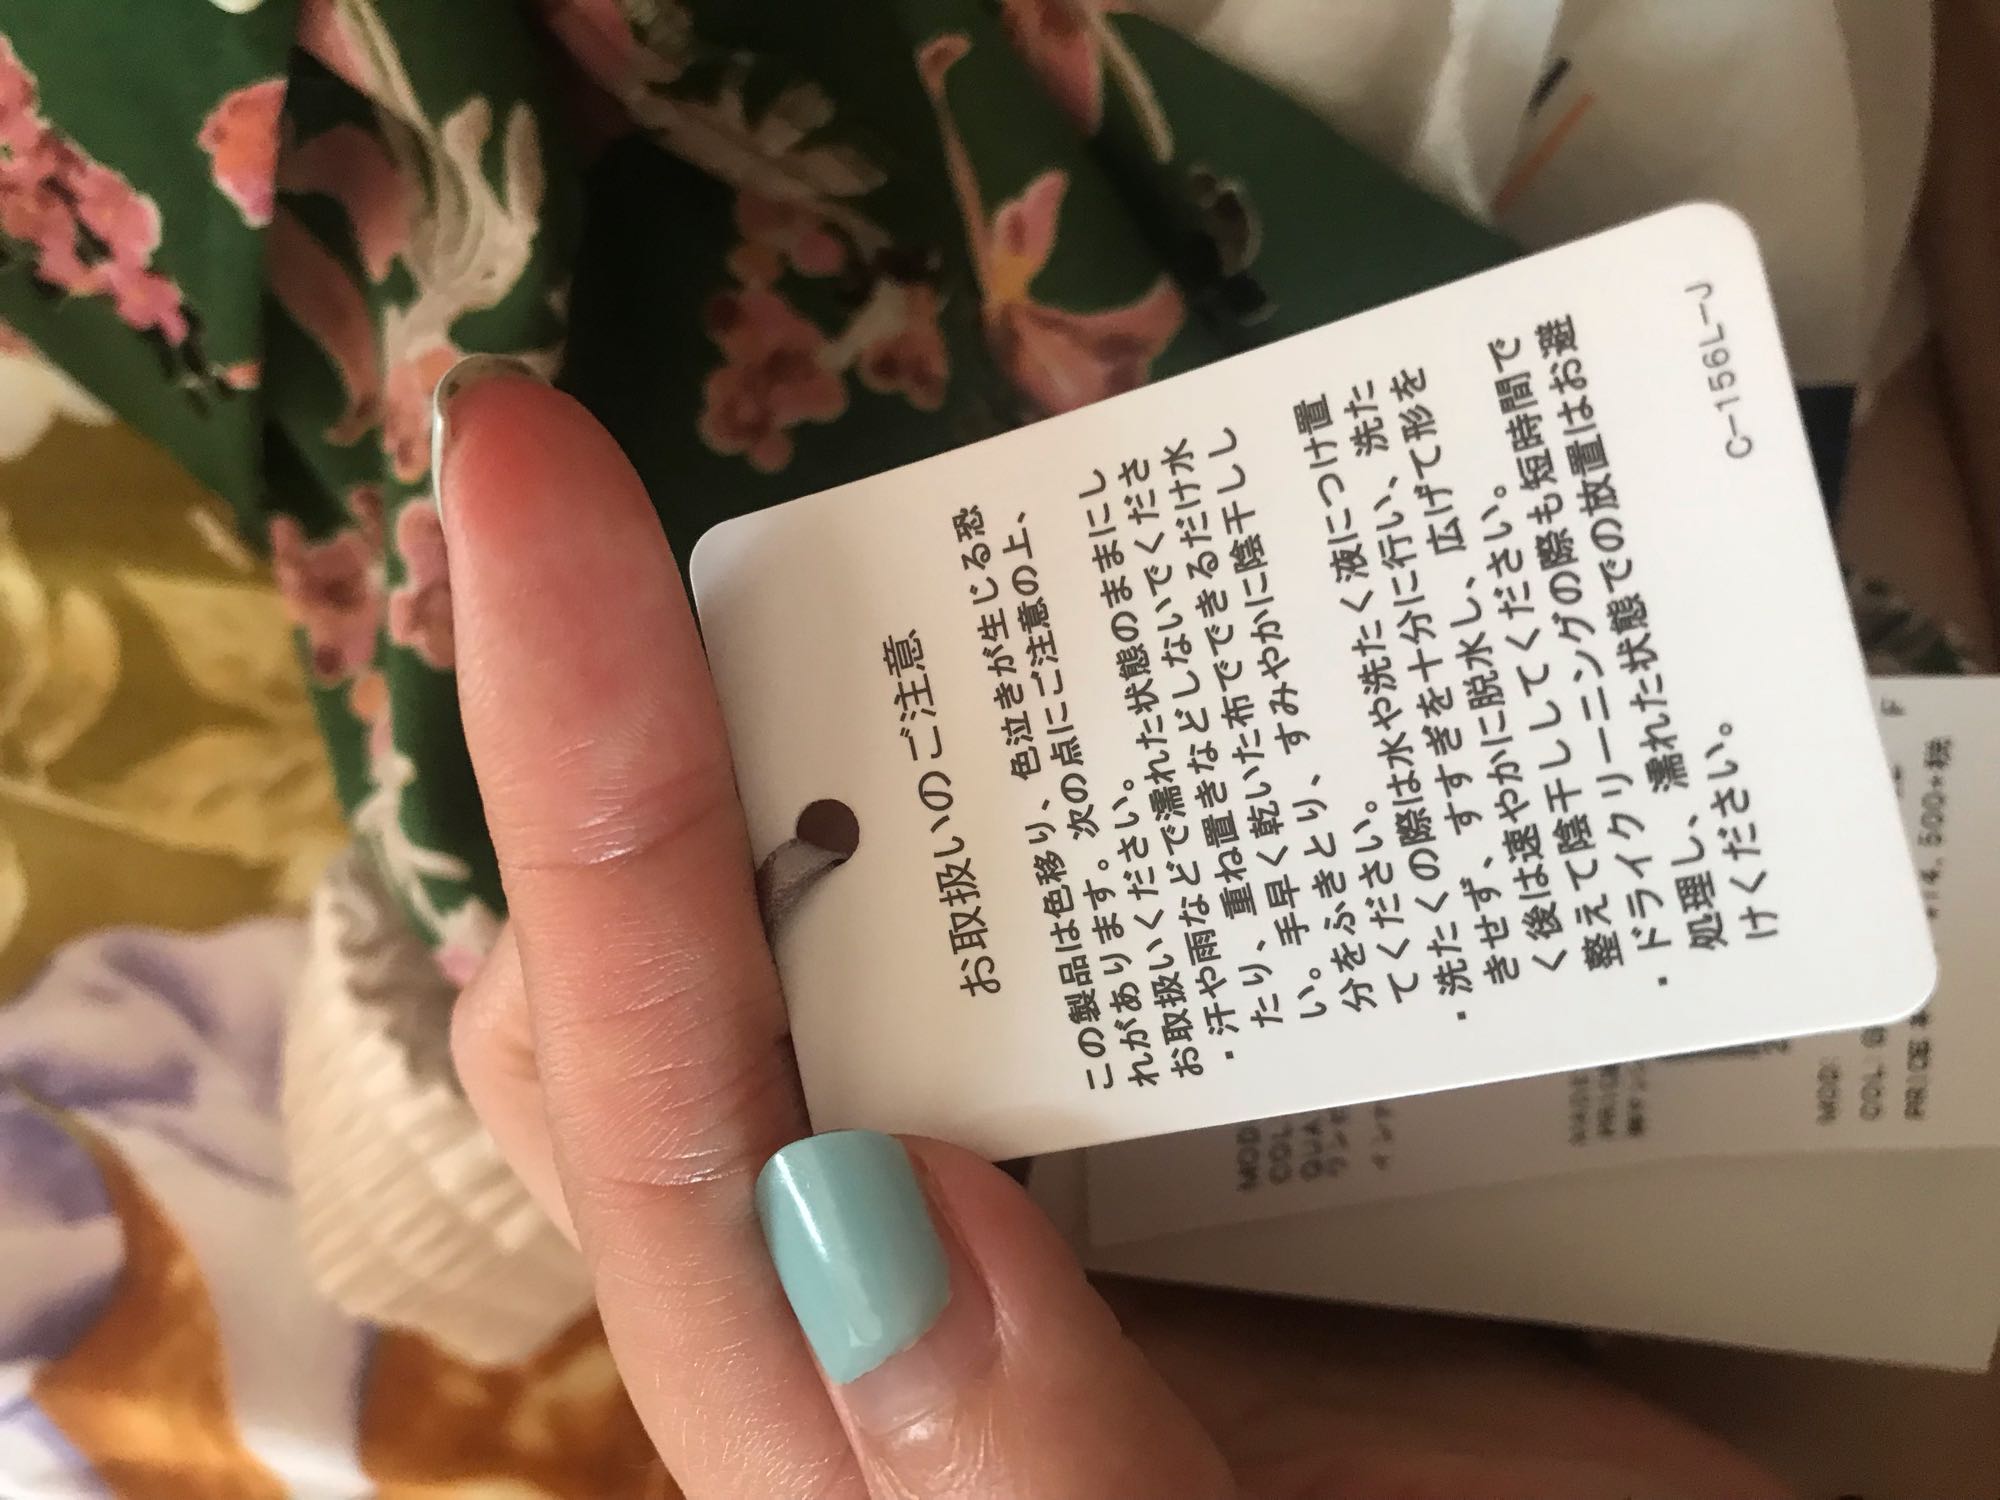 お取扱いのご注意
この製品は色移り、色泣きが生じる恐
れがあります。次の点にご注意の上、
お取扱いください。
・汗や雨などで濡れた状態のままにし
たり、重ね置きなどしないでくださ
い。手早く乾いた布でできるだけ水
分をふきとり、すみやかに陰干しし
てください。
・洗たくの際は水や洗たく液につけ置
きせず、すすぎを十分に行い、洗た
く後は速やかに脱水し、広げて形を
整えて陰干ししてください。
・ドライクリーニングの際も短時間で
処理し、濡れた状態での放置はお避
けください。
C-156L-J
MOD
COL
QUA
MOD
COL
PRICE
F